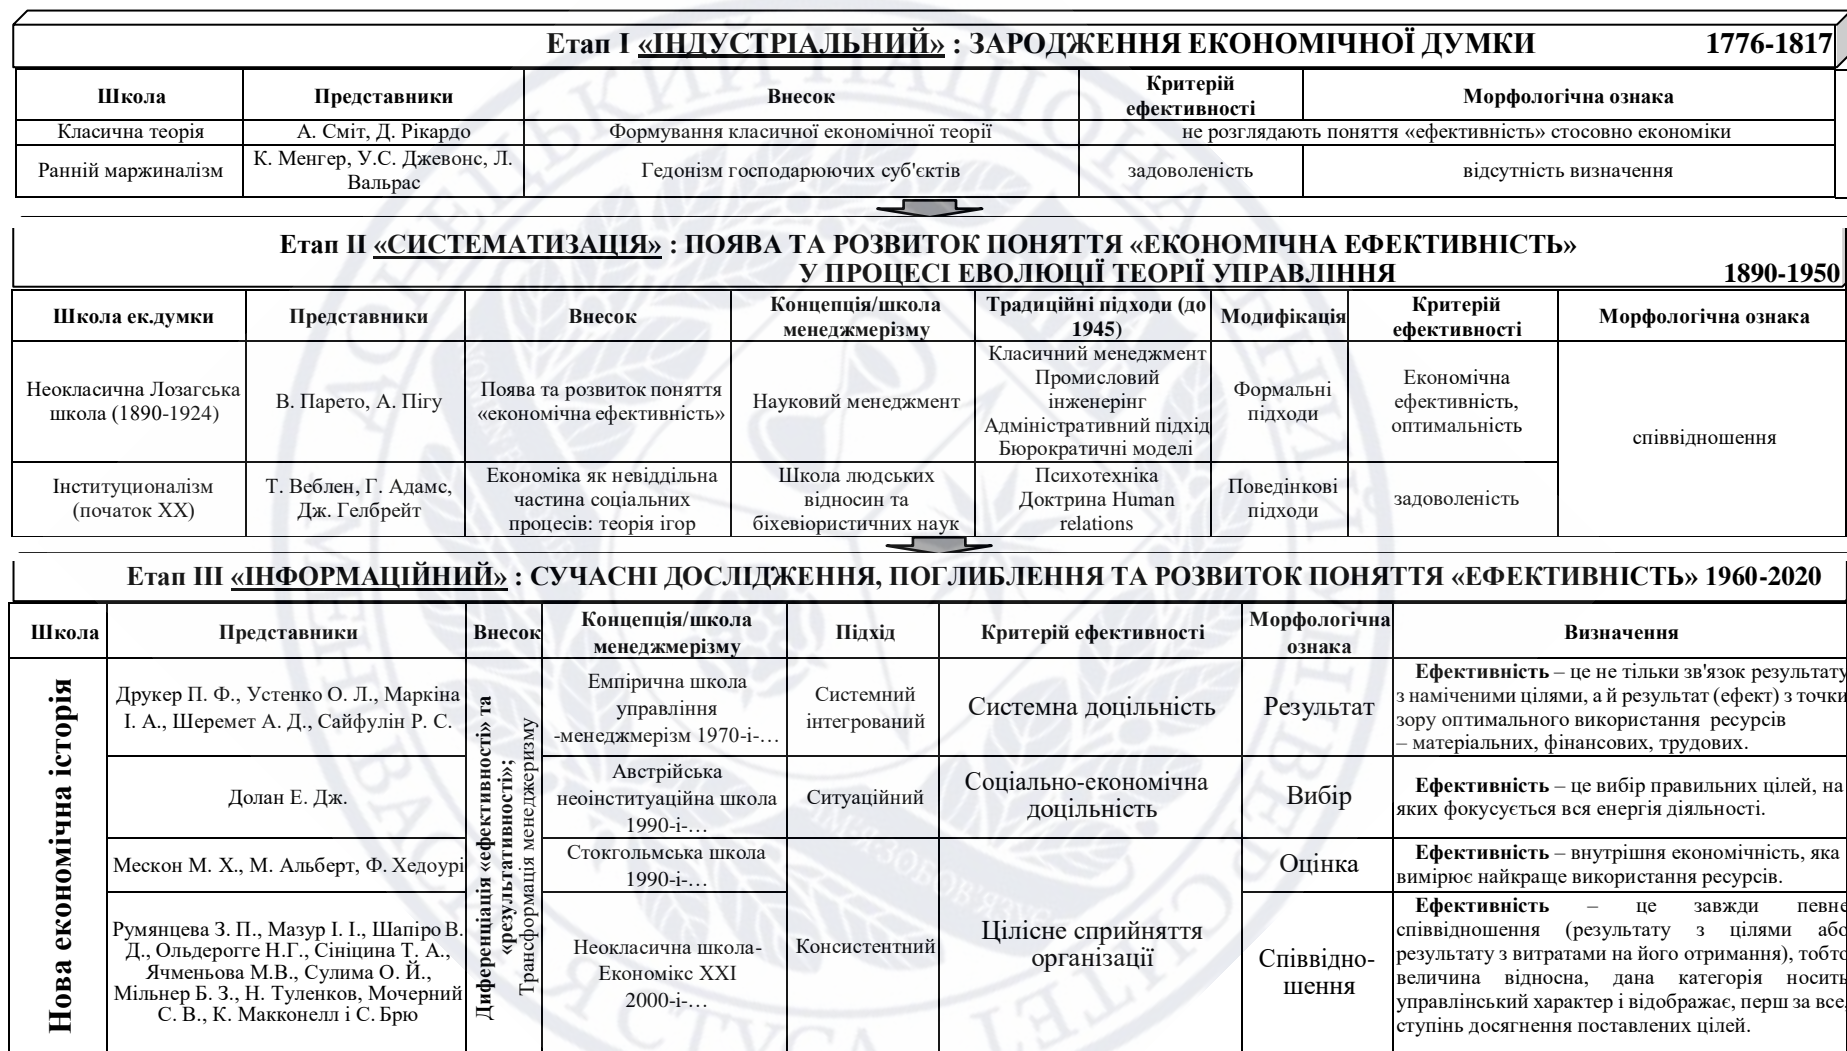 Етап I «ІНДУСТРІАЛЬНИЙ» : ЗАРОДЖЕННЯ ЕКОНОМІЧНОЇ ДУМКИ 1776-1817
Школа
Представники
Внесок
Критерій
ефективності
Морфологічна ознака
Класична теорія
А. Сміт, Д. Рікардо
Формування класичної економічної теорії
не розглядають поняття «ефективність» стосовно економіки
Ранній маржиналізм
К. Менгер, У.С. Джевонс, Л.
Вальрас
Гедонізм господарюючих суб'єктів
задоволеність
відсутність визначення
Етап II «СИСТЕМАТИЗАЦІЯ» : ПОЯВА ТА РОЗВИТОК ПОНЯТТЯ «ЕКОНОМІЧНА ЕФЕКТИВНІСТЬ»
У ПРОЦЕСІ ЕВОЛЮЦІЇ ТЕОРІЇ УПРАВЛІННЯ 1890-1950
Школа ек.думки
Представники
Внесок
Концепція/школа
менеджмерізму
Традиційні підходи (до
1945)
Модифікація
Критерій
ефективності
Морфологічна ознака
Неокласична Лозагська
школа (1890-1924)
В. Парето, А. Пігу
Поява та розвиток поняття
«економічна ефективність»
Науковий менеджмент
Класичний менеджмент
Промисловий
інженерінг
Адміністративний підхід
Бюрократичні моделі
Формальні
підходи
Економічна
ефективність,
оптимальність
співвідношення
Інституционалізм
(початок XX)
Т. Веблен, Г. Адамс,
Дж. Гелбрейт
Економіка як невіддільна
частина соціальних
процесів: теорія ігор
Школа людських
відносин та
біхевіористичних наук
Психотехніка
Доктрина Human
relations
Поведінкові
підходи
задоволеність
Етап III «ІНФОРМАЦІЙНИЙ» : СУЧАСНІ ДОСЛІДЖЕННЯ, ПОГЛИБЛЕННЯ ТА РОЗВИТОК ПОНЯТТЯ «ЕФЕКТИВНІСТЬ» 1960-2020
Школа
Представники
Внесок
Концепція/школа
менеджмерізму
Підхід
Критерій ефективності
Морфологічна
ознака
Визначення
Нова економічна історія
Друкер П. Ф., Устенко О. Л., Маркіна
І. А., Шеремет А. Д., Сайфулін Р. С.
Диференціація «ефективності» та
«результативності»;
Трансформація менеджеризму
Емпірична школа
управління
-менеджмерізм 1970-і-…
Системний
інтегрований
Системна доцільність
Результат
Ефективність – це не тільки зв'язок результату
з наміченими цілями, а й результат (ефект) з точки
зору оптимального використання ресурсів
– матеріальних, фінансових, трудових.
Долан Е. Дж.
Австрійська
неоінституаційна школа
1990-і-…
Ситуаційний
Соціально-економічна
доцільність
Вибір
Ефективність – це вибір правильних цілей, на
яких фокусується вся енергія діяльності.
Мескон М. Х., М. Альберт, Ф. Хедоурі
Стокгольмська школа
1990-і-…
Консистентний
Цілісне сприйняття
організації
Оцінка
Ефективність – внутрішня економічність, яка
вимірює найкраще використання ресурсів.
Румянцева З. П., Мазур І. І., Шапіро В.
Д., Ольдерогге Н.Г., Сініцина Т. А.,
Ячменьова М.В., Сулима О. Й.,
Мільнер Б. З., Н. Туленков, Мочерний
С. В., К. Макконелл і С. Брю
Неокласична школа-
Економікс XXI
2000-і-…
Співвідно-
шення
Ефективність – це завжди певне
співвідношення (результату з цілями або
результату з витратами на його отримання), тобто
величина відносна, дана категорія носить
управлінський характер і відображає, перш за все,
ступінь досягнення поставлених цілей.